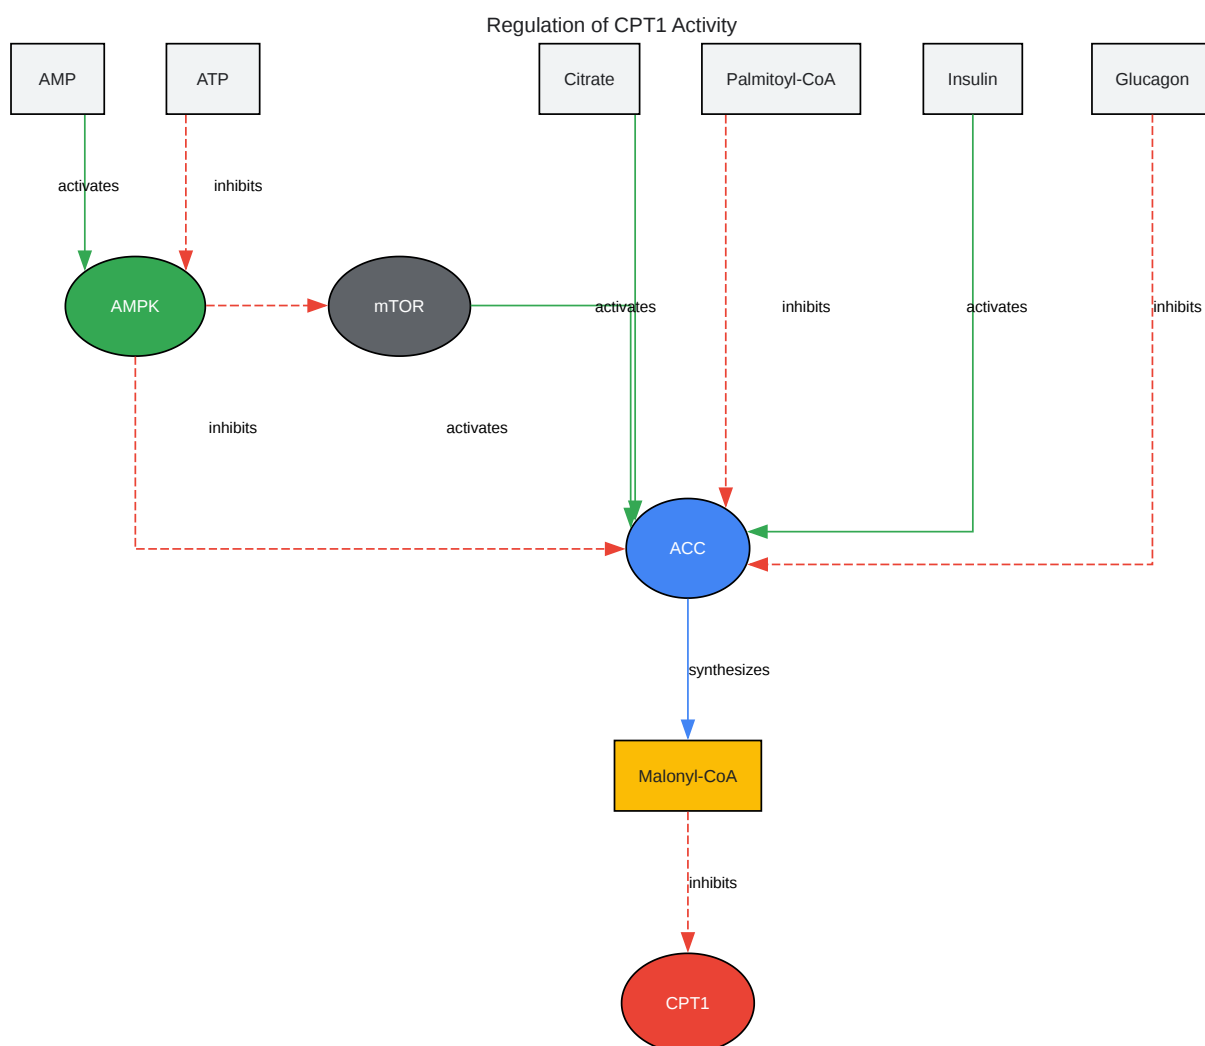 Regulation of CPT1 Activity
AMP
ATP
Citrate
Palmitoyl-CoA
Insulin
Glucagon
activates
inhibits
AMPK
mTOR
activates
inhibits
activates
inhibits
inhibits
activates
ACC
synthesizes
Malonyl-CoA
inhibits
CPT1